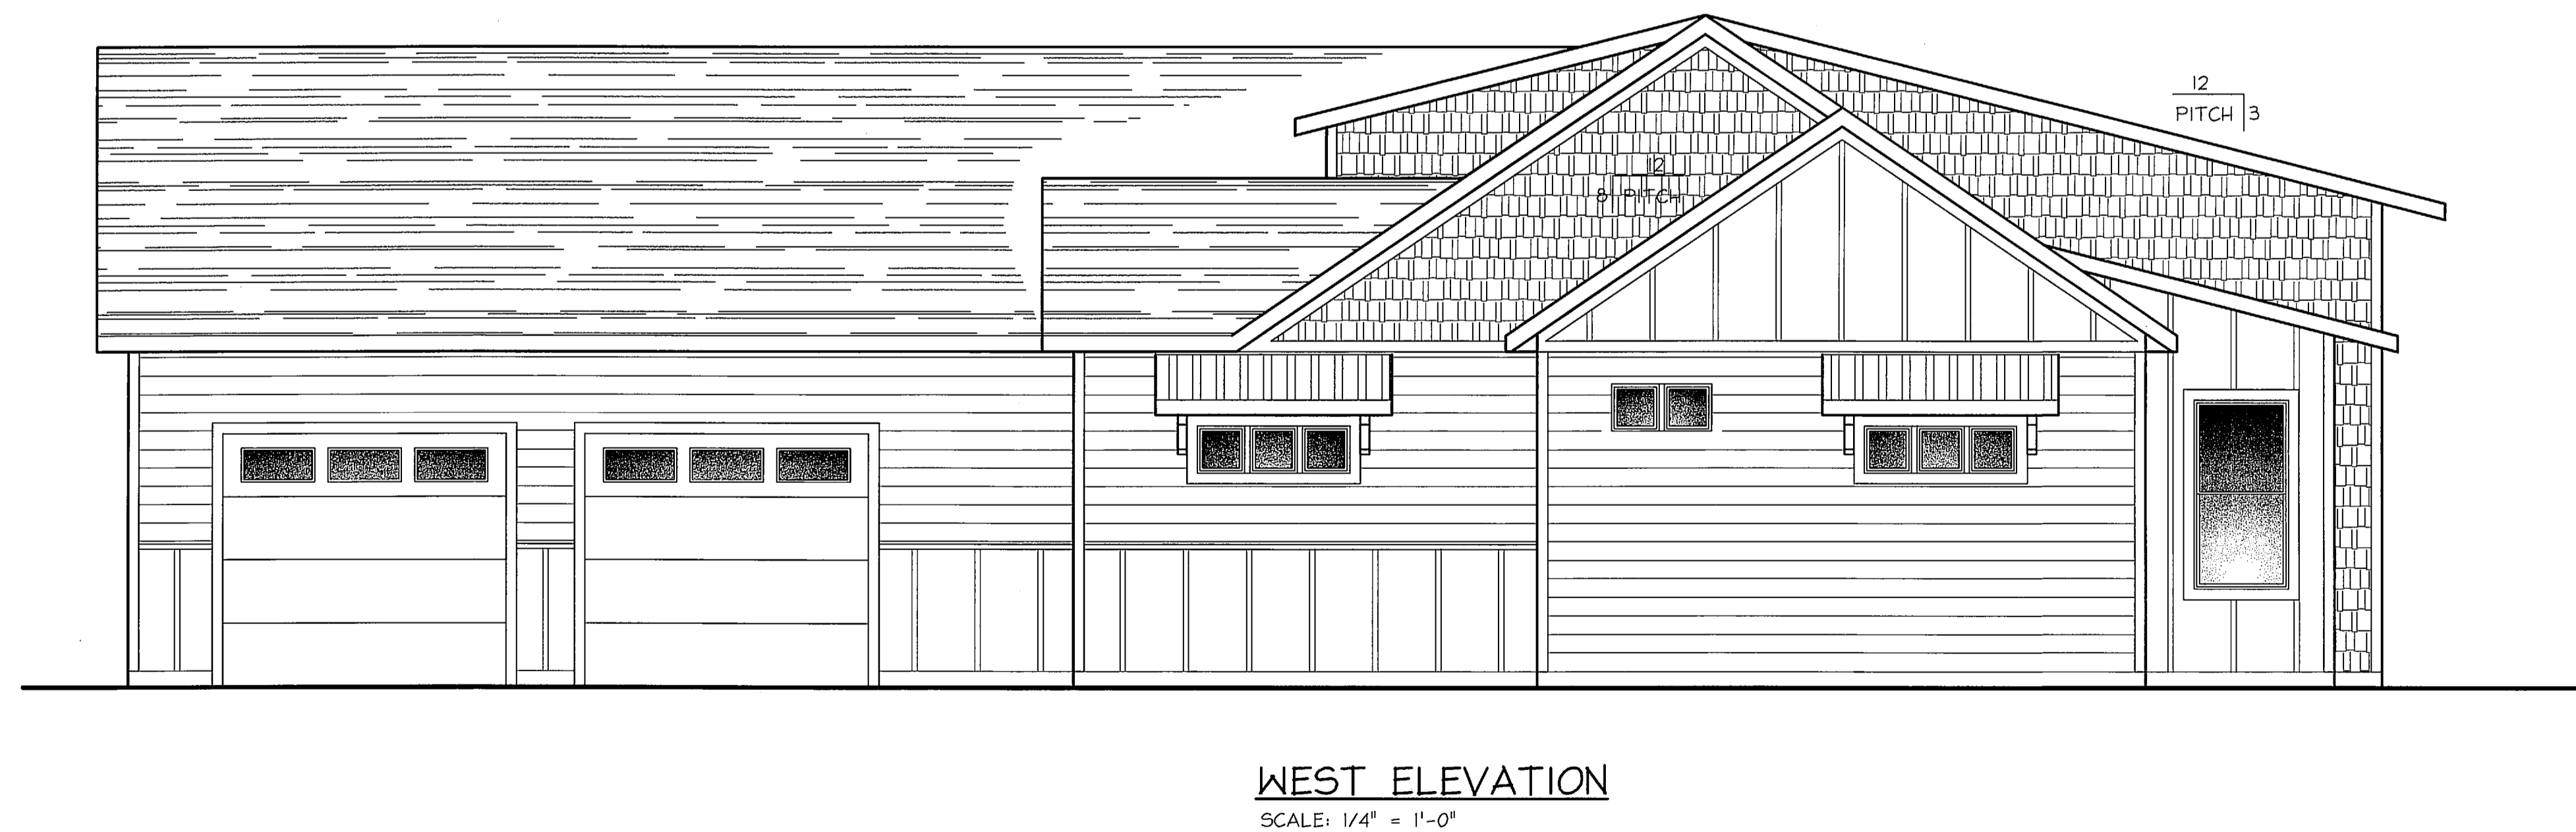 12
PITCH 3
12
8 PITCH
WEST ELEVATION
SCALE: 1/4" = 1'-0"